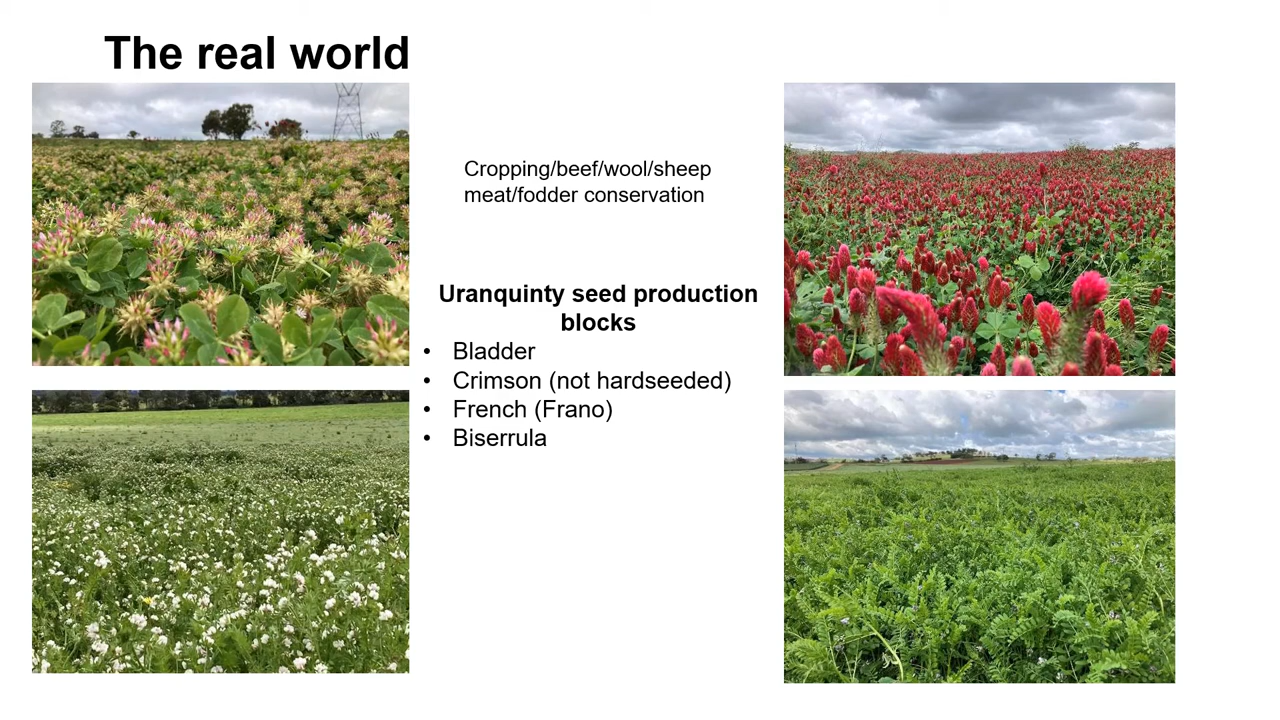 The real world
Cropping/beef/wool/sheep
meat/fodder conservation
Uranquinty seed production
blocks
• Bladder
• Crimson (not hardseeded)
• French (Frano)
• Biserrula